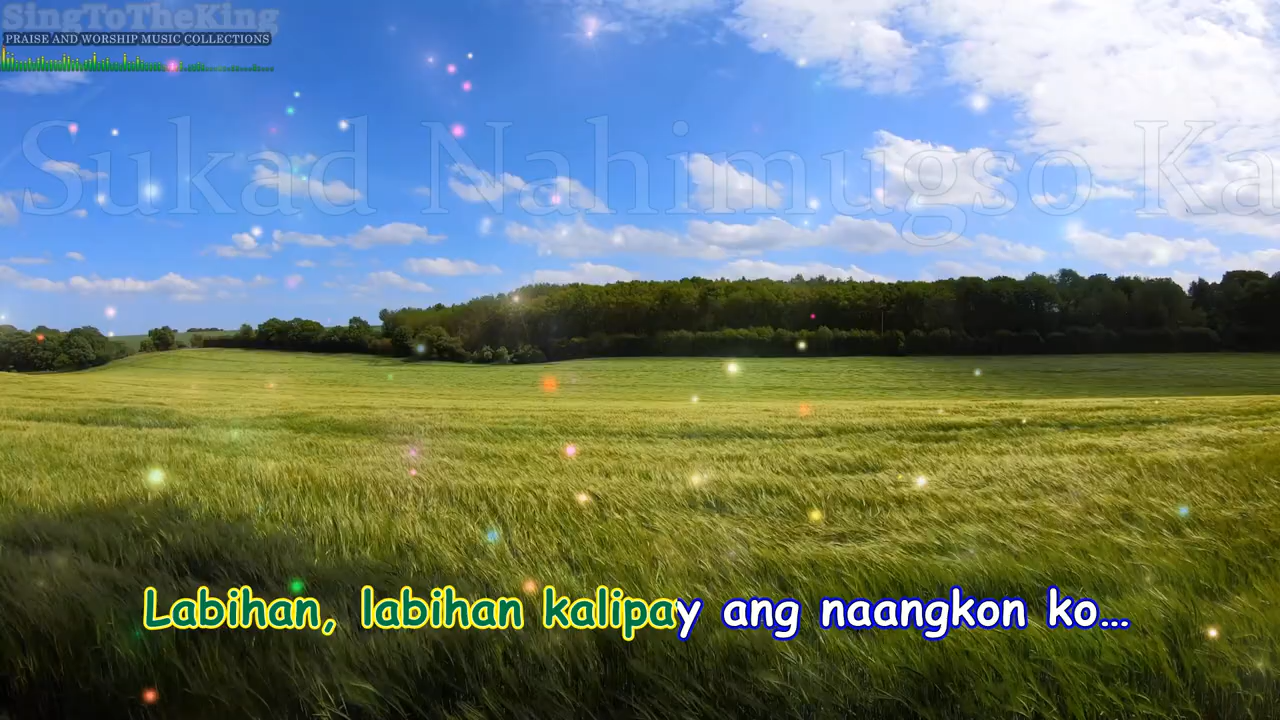 SingToTheKing
PRAISE AND WORSHIP MUSIC COLLECTIONS
Sukad Nahimugso Ka
Labihan, labihan kalipay ang naangkon ko...